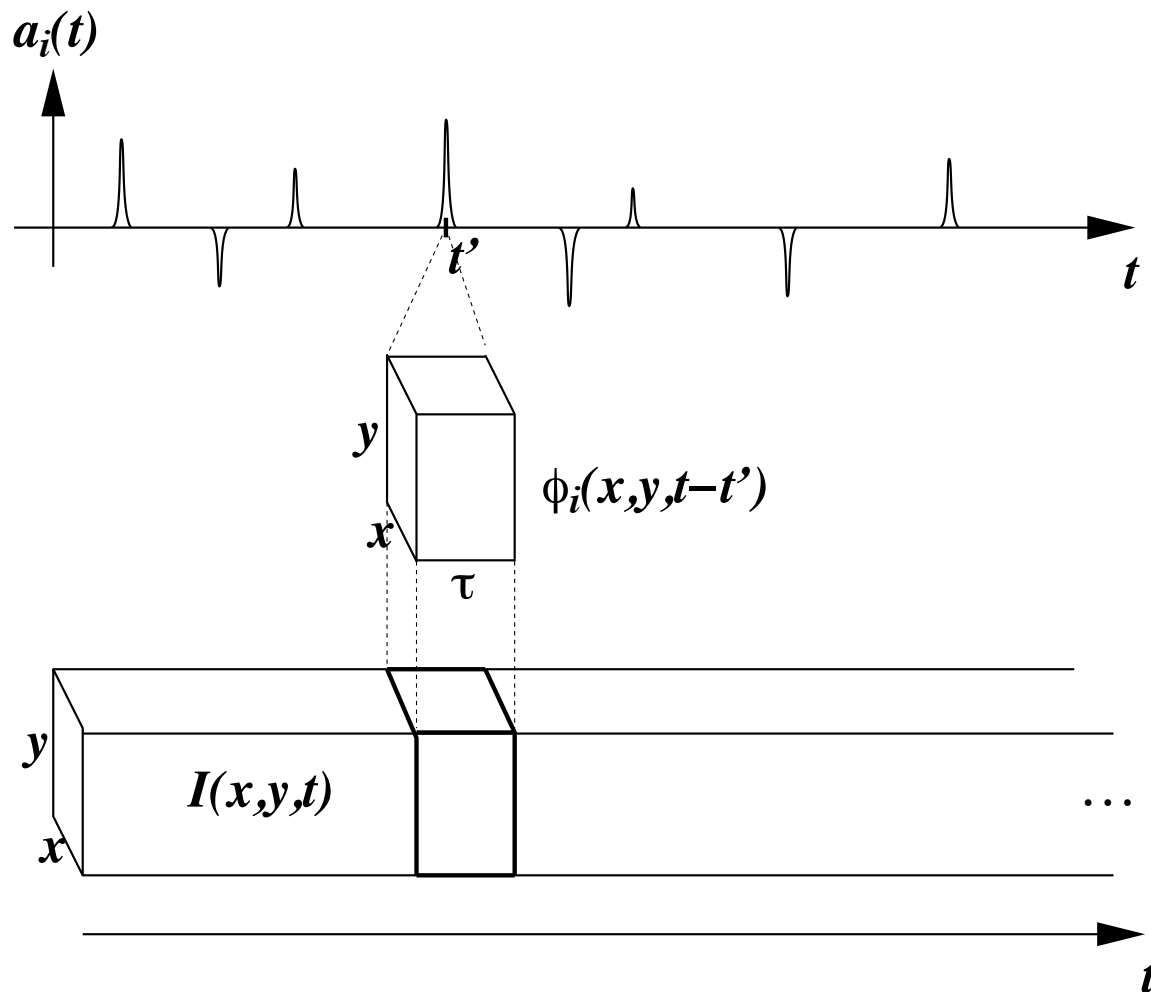 aᵢ(t)
t’
t
y
ϕᵢ(x,y,t−t’)
x
τ
y
I(x,y,t)
...
x
t